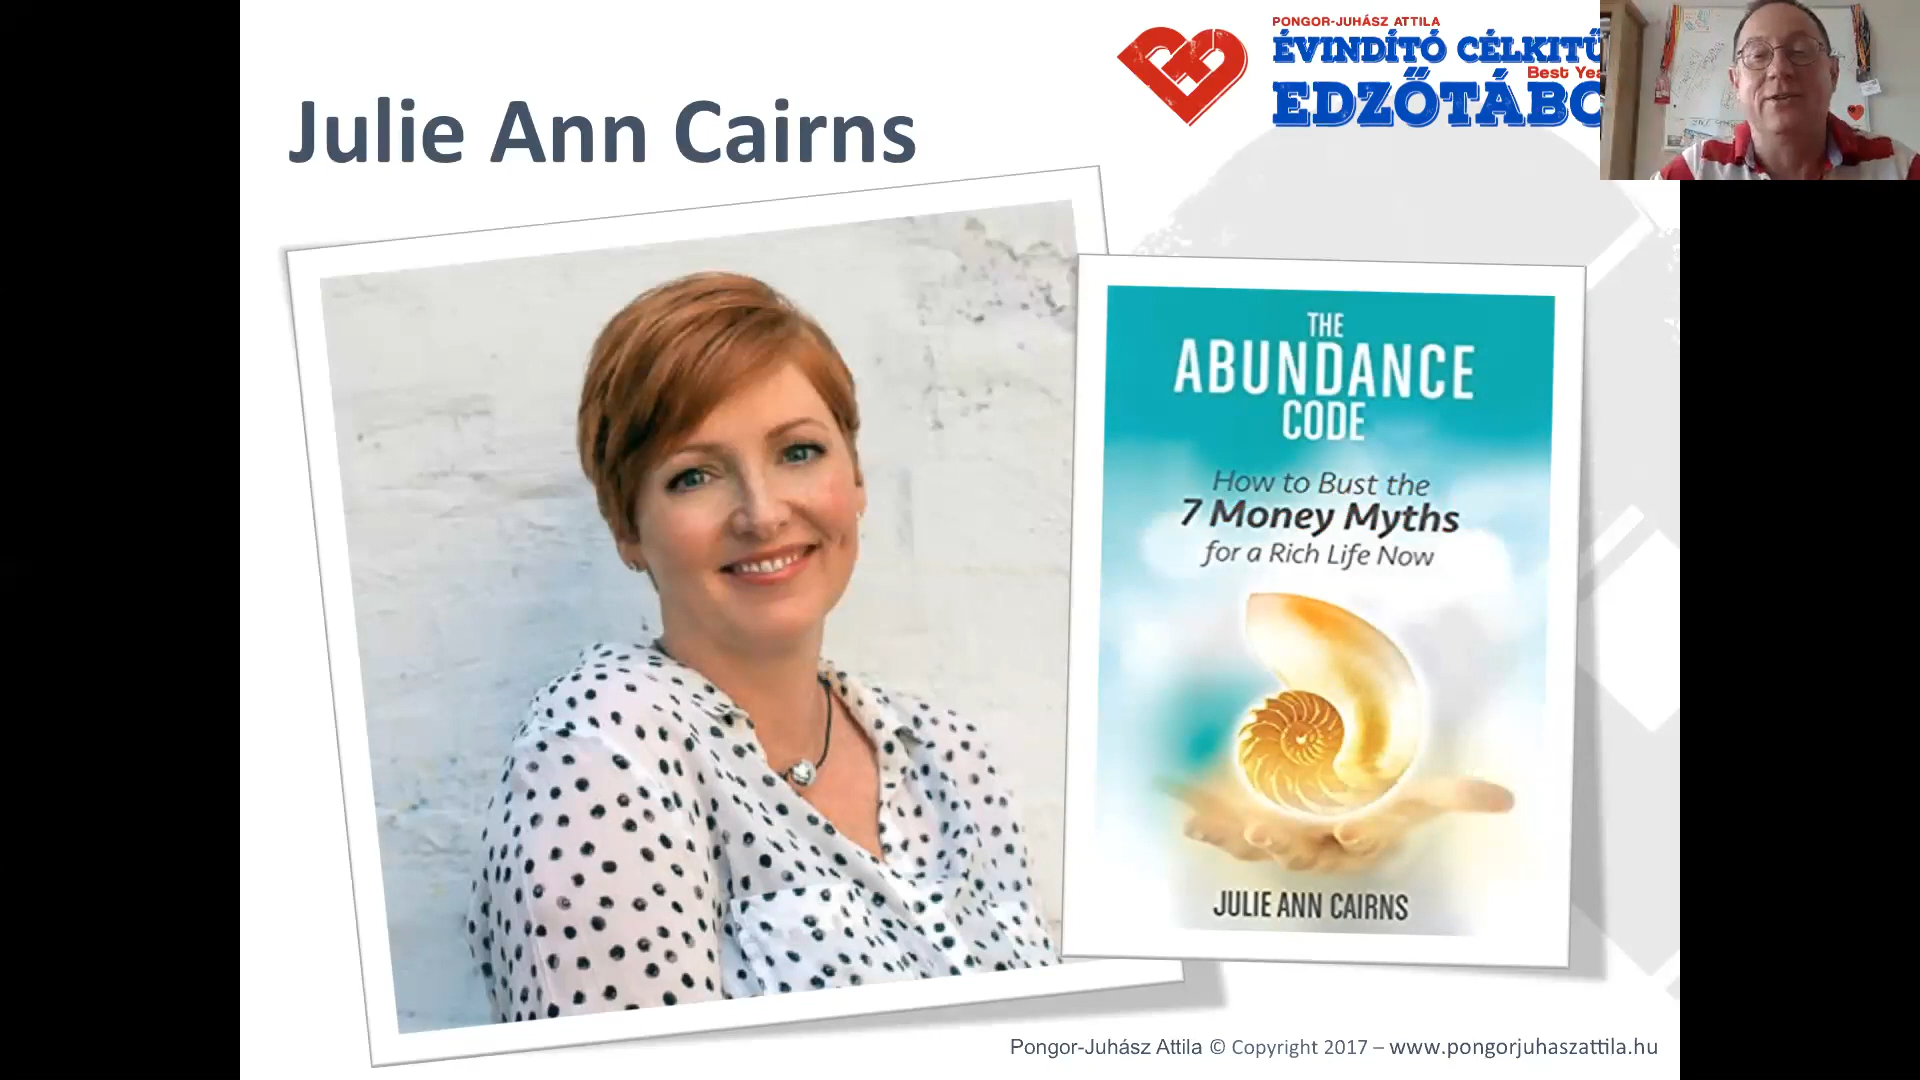 Julie Ann Cairns
PONGOR-JUHÁSZ ATTILA
ÉVINDÍTÓ CÉLKITŰ
Best Yea
EDZŐTÁBO
THE
ABUNDANCE
CODE
How to Bust the
7 Money Myths
for a Rich Life Now
JULIE ANN CAIRNS
Pongor-Juhász Attila © Copyright 2017 – www.pongorjuhaszattila.hu